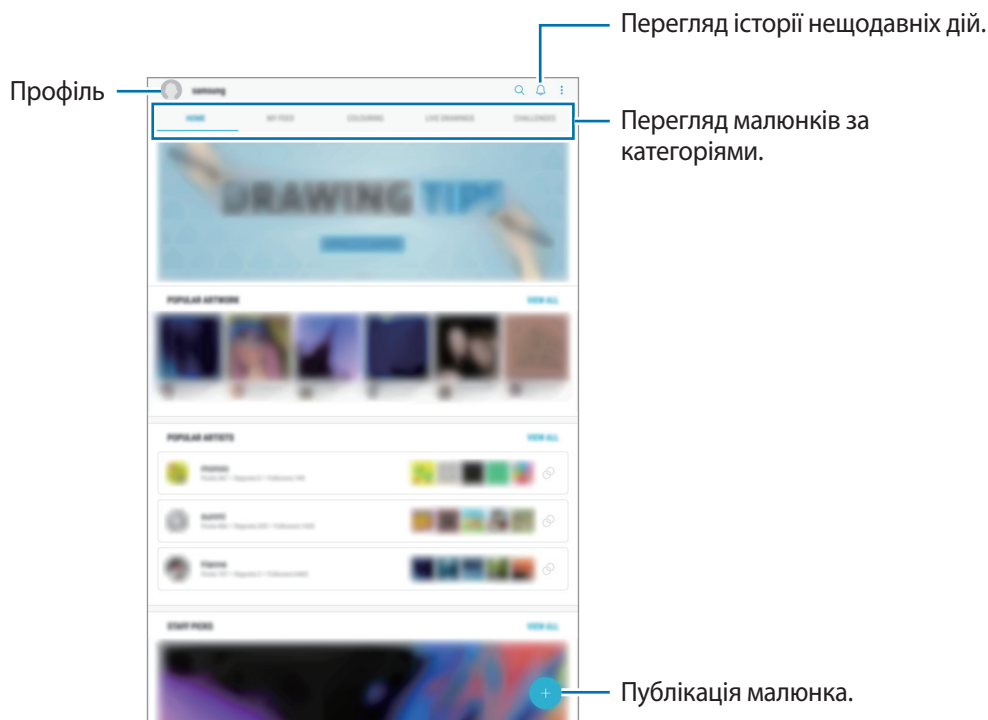 Перегляд історії нещодавніх дій.
Профіль
samsung
HOME
MY FEED
COLOURING
LIVE DRAWINGS
CHALLENGES
Перегляд малюнків за
категоріями.
DRAWING TIPS
POPULAR ARTWORK
VIEW ALL
POPULAR ARTISTS
VIEW ALL
STAFF PICKS
VIEW ALL
Публікація малюнка.